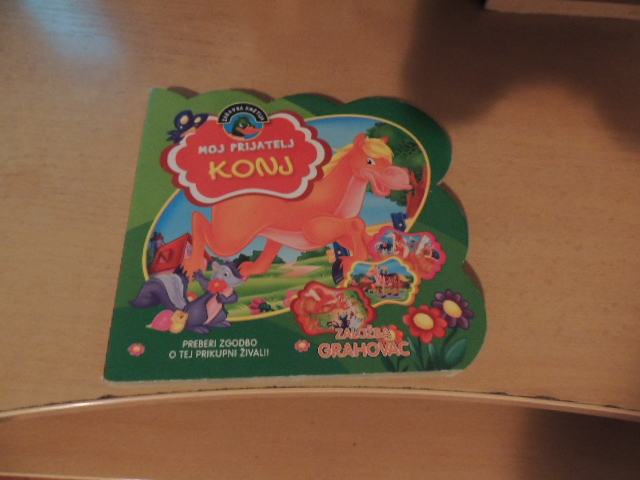 MOJ PRIJATELJ
KONJ
PREBERI ZGODBO
O TEJ PRIKUPNI ŽIVALI!
ZALOŽBA
GRAHOVAC